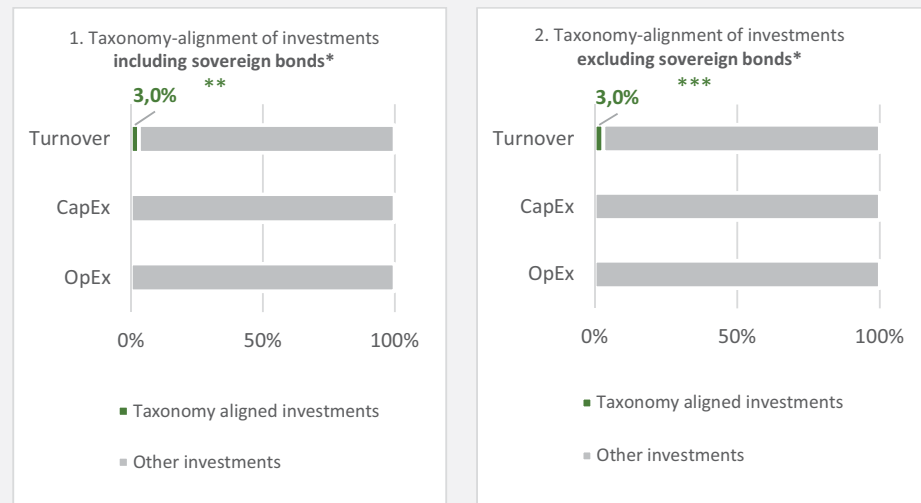 1. Taxonomy-alignment of investments
including sovereign bonds*
**
3,0%
Turnover
CapEx
OpEx
0% 50% 100%
Taxonomy aligned investments
Other investments
2. Taxonomy-alignment of investments
excluding sovereign bonds*
***
3,0%
Turnover
CapEx
OpEx
0% 50% 100%
Taxonomy aligned investments
Other investments